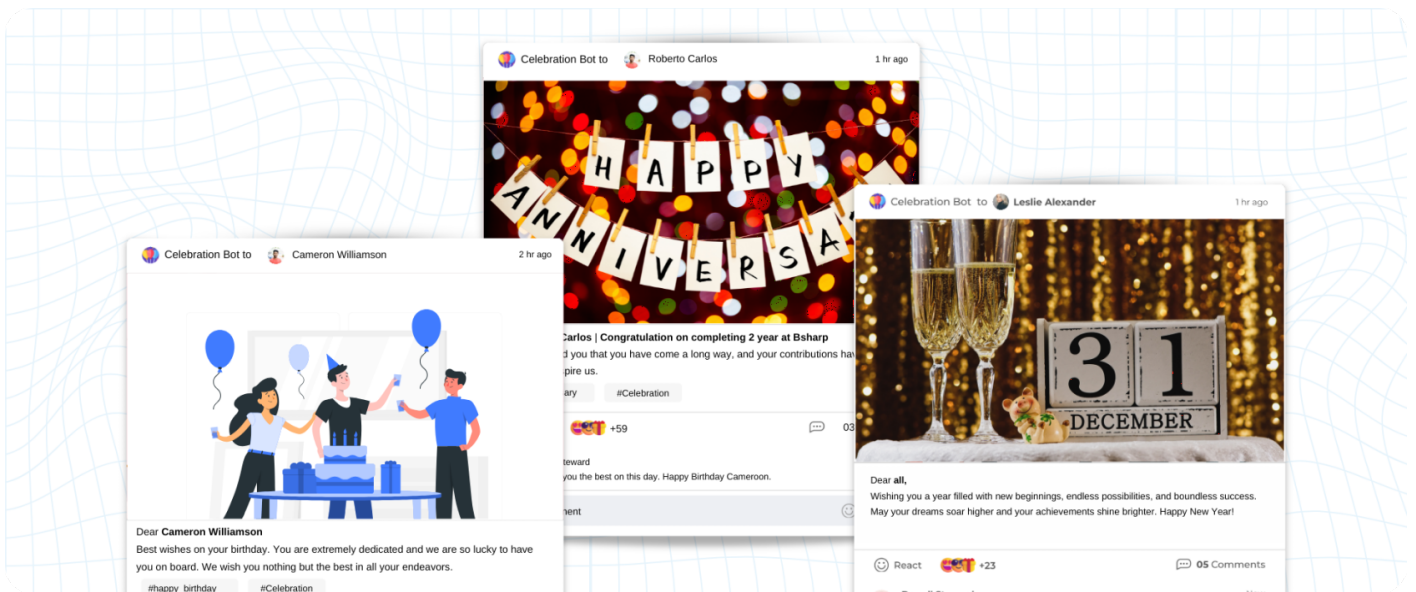 Celebration Bot to Roberto Carlos 1 hr ago
HAPPY
ANNIVERSA
Carlos | Congratulation on completing 2 year at Bsharp
d you that you have come a long way, and your contributions hav
spire us.
ary #Celebration
+59 03
teward
you the best on this day. Happy Birthday Cameroon.
nent
Celebration Bot to Cameron Williamson 2 hr ago
Dear Cameron Williamson
Best wishes on your birthday. You are extremely dedicated and we are so lucky to have
you on board. We wish you nothing but the best in all your endeavors.
#happy_birthday #Celebration
Celebration Bot to Leslie Alexander 1 hr ago
31
DECEMBER
Dear all,
Wishing you a year filled with new beginnings, endless possibilities, and boundless success.
May your dreams soar higher and your achievements shine brighter. Happy New Year!
React +23 05 Comments